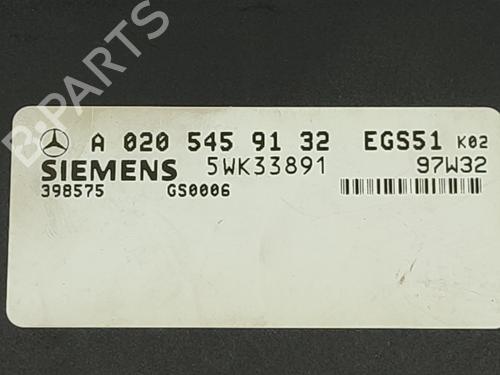 B-PARTS
A 020 545 91 32 EGS51 K02
SIEMENS 5WK33891 97W32
398575 GS0006